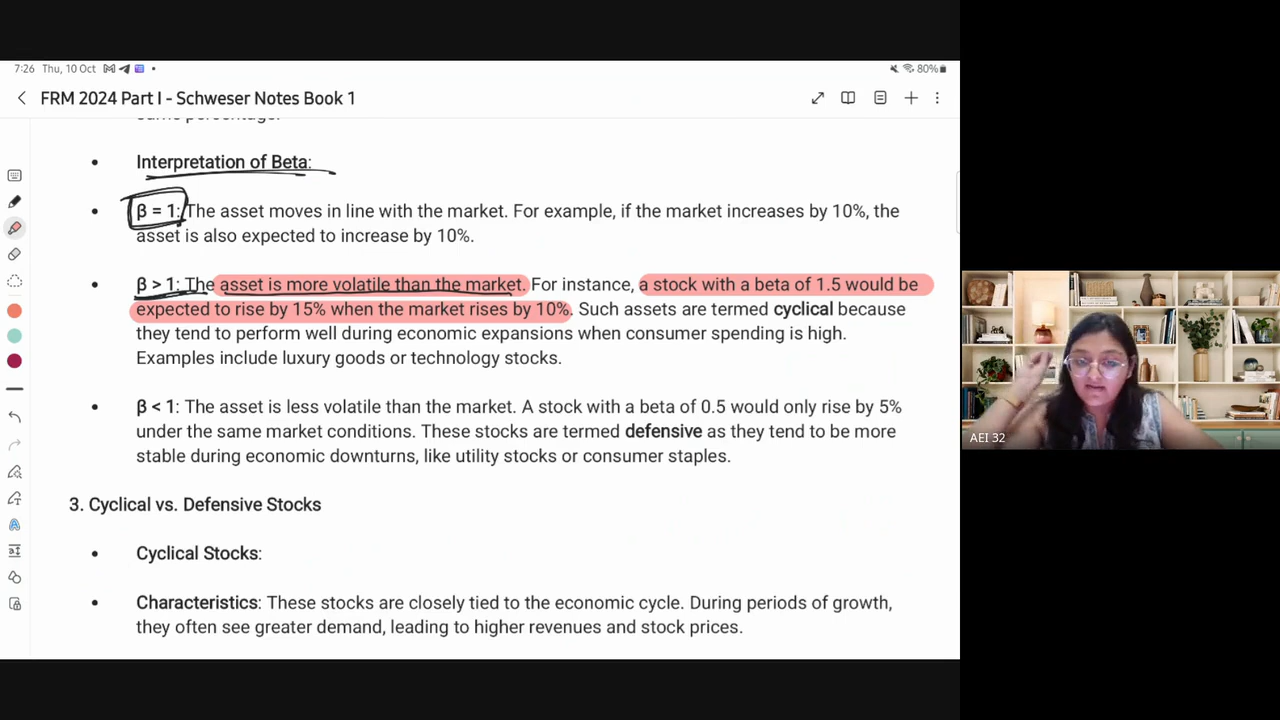 7:26 Thu, 10 Oct 80%
FRM 2024 Part I - Schweser Notes Book 1
same percentage.
• Interpretation of Beta:
• β = 1: The asset moves in line with the market. For example, if the market increases by 10%, the
asset is also expected to increase by 10%.
• β > 1: The asset is more volatile than the market. For instance, a stock with a beta of 1.5 would be
expected to rise by 15% when the market rises by 10%. Such assets are termed cyclical because
they tend to perform well during economic expansions when consumer spending is high.
Examples include luxury goods or technology stocks.
• β < 1: The asset is less volatile than the market. A stock with a beta of 0.5 would only rise by 5%
under the same market conditions. These stocks are termed defensive as they tend to be more
stable during economic downturns, like utility stocks or consumer staples.
3. Cyclical vs. Defensive Stocks
• Cyclical Stocks:
• Characteristics: These stocks are closely tied to the economic cycle. During periods of growth,
they often see greater demand, leading to higher revenues and stock prices.
AEI 32